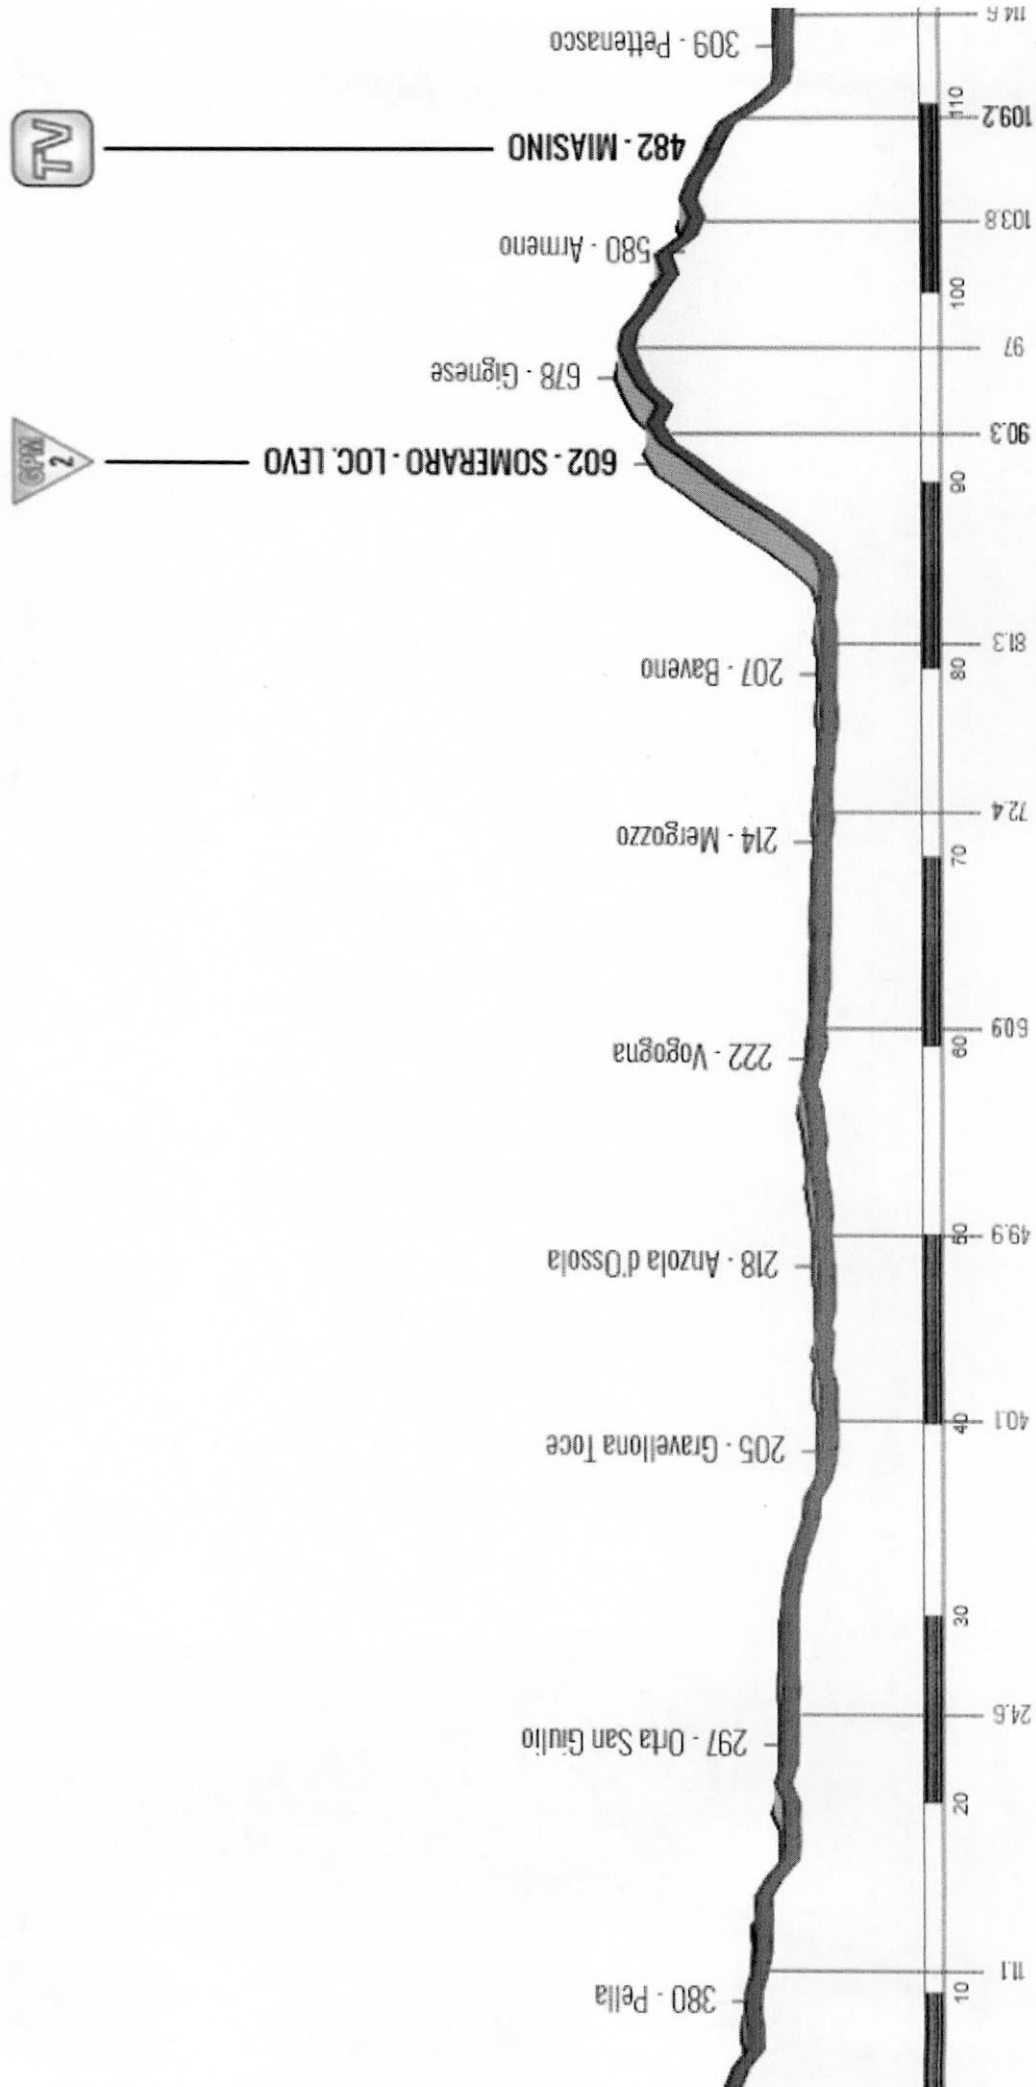 380 - Pella
297 - Orta San Giulio
205 - Gravellona Toce
218 - Anzola d'Ossola
222 - Vogogna
214 - Mergozzo
207 - Baveno
GPM
2
602 - SOMERARO - LOC. LEVO
678 - Gignese
580 - Armeno
TV
482 - MIASINO
309 - Pettenasco
10
20
30
40
50
60
70
80
90
100
110
11.1
24.6
40.1
49.9
60.9
72.4
81.3
90.3
97
103.8
109.2
114.6